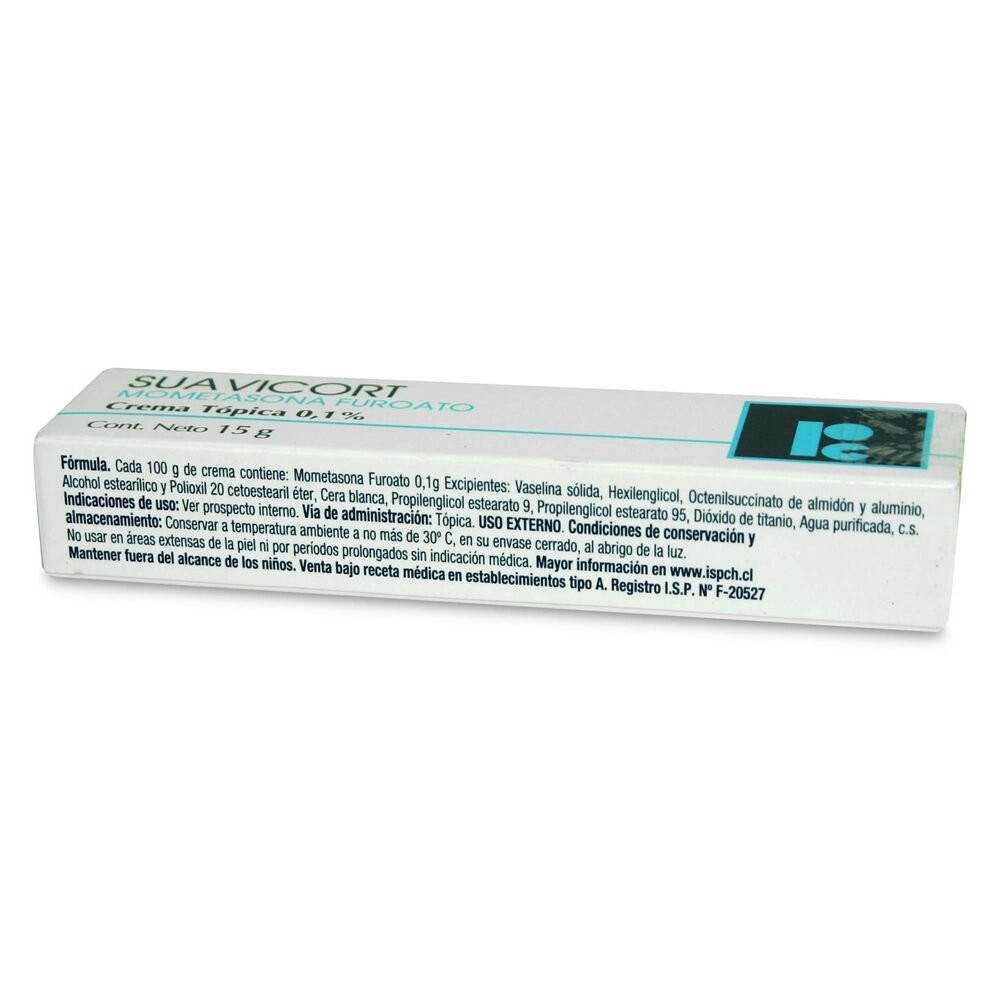 SUAVICORT
MOMETASONA FUROATO
Crema Tópica 0,1%
Cont. Neto 15 g
Fórmula. Cada 100 g de crema contiene: Mometasona Furoato 0,1g Excipientes: Vaselina sólida, Hexilenglicol, Octenilsuccinato de almidón y aluminio,
Alcohol estearílico y Polioxil 20 cetoestearil éter, Cera blanca, Propilenglicol estearato 9, Propilenglicol estearato 95, Dióxido de titanio, Agua purificada, c.s.
Indicaciones de uso: Ver prospecto interno. Vía de administración: Tópica. USO EXTERNO. Condiciones de conservación y
almacenamiento: Conservar a temperatura ambiente a no más de 30º C, en su envase cerrado, al abrigo de la luz.
No usar en áreas extensas de la piel ni por períodos prolongados sin indicación médica. Mayor información en www.ispch.cl
Mantener fuera del alcance de los niños. Venta bajo receta médica en establecimientos tipo A. Registro I.S.P. Nº F-20527